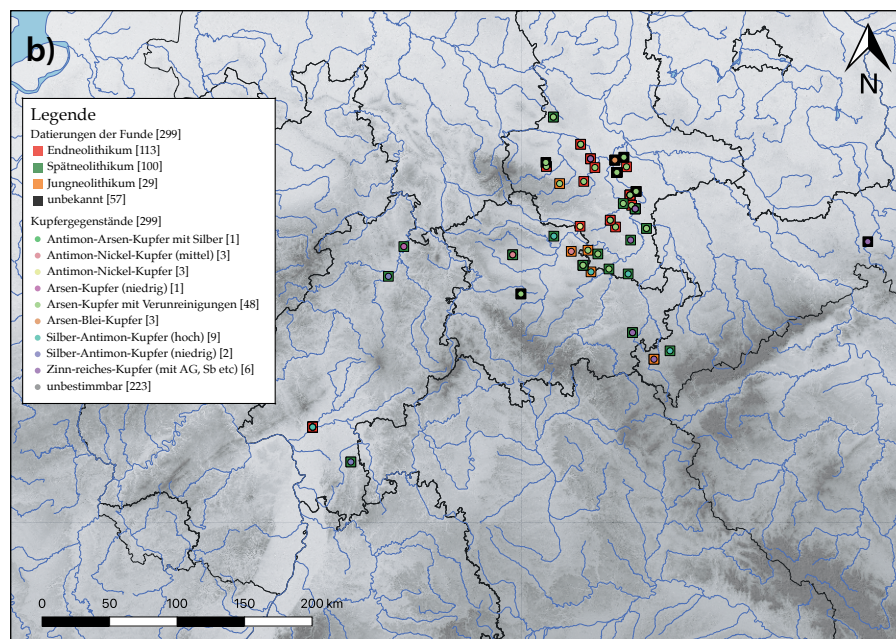 b)
N
Legende
Datierungen der Funde [299]
Endneolithikum [113]
Spätneolithikum [100]
Jungneolithikum [29]
unbekannt [57]
Kupfergegenstände [299]
Antimon-Arsen-Kupfer mit Silber [1]
Antimon-Nickel-Kupfer (mittel) [3]
Antimon-Nickel-Kupfer [3]
Arsen-Kupfer (niedrig) [1]
Arsen-Kupfer mit Verunreinigungen [48]
Arsen-Blei-Kupfer [3]
Silber-Antimon-Kupfer (hoch) [9]
Silber-Antimon-Kupfer (niedrig) [2]
Zinn-reiches-Kupfer (mit AG, Sb etc) [6]
unbestimmbar [223]
0 50 100 150 200 km